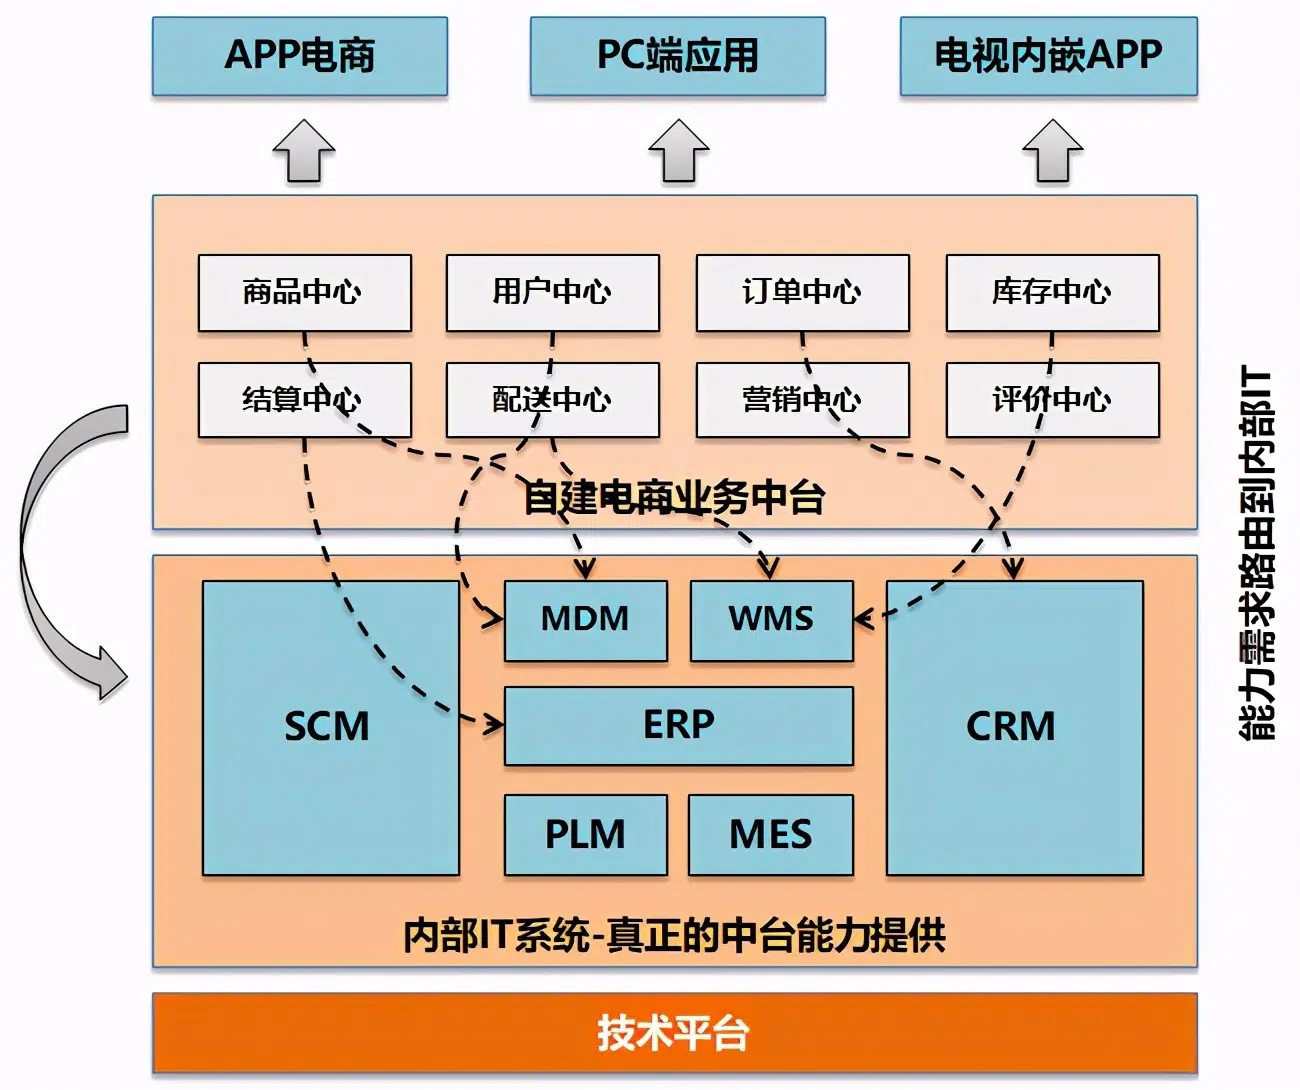 APP电商
PC端应用
电视内嵌APP
商品中心
用户中心
订单中心
库存中心
结算中心
配送中心
营销中心
评价中心
自建电商业务中台
能力需求路由到内部IT
MDM
WMS
SCM
ERP
CRM
PLM
MES
内部IT系统-真正的中台能力提供
技术平台